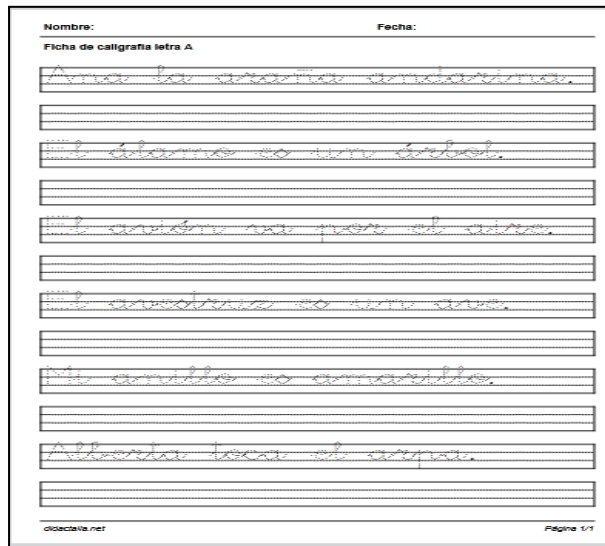 Nombre: Fecha:
Ficha de caligrafía letra A
Ana la araña andarina.
El álamo es un árbol.
El avión va por el aire.
El avestruz es un ave.
Mi anillo es amarillo.
Alberta toca el arpa.
didactalia.net Página 1/1